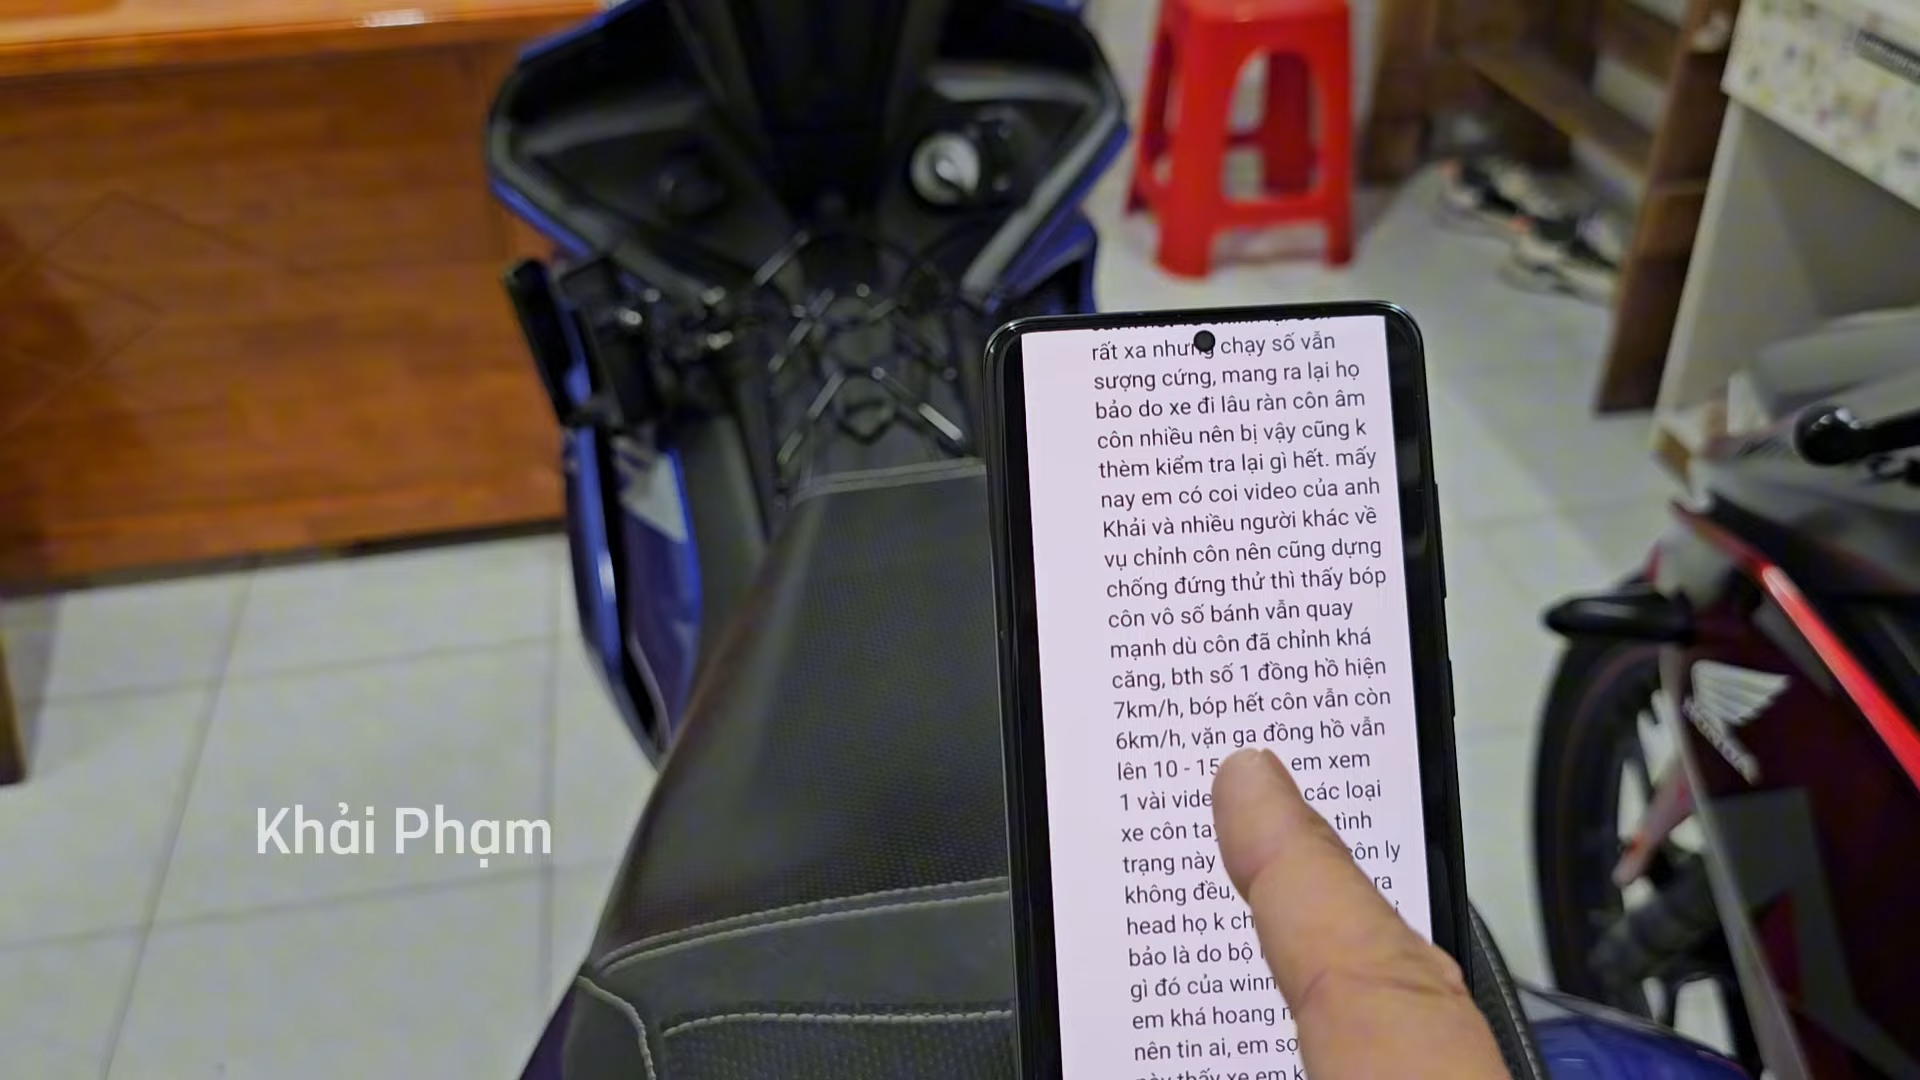 rất xa nhưng chạy số vẫn
sượng cứng, mang ra lại họ
bảo do xe đi lâu ràn côn âm
côn nhiều nên bị vậy cũng k
thèm kiểm tra lại gì hết. mấy
nay em có coi video của anh
Khải và nhiều người khác về
vụ chỉnh côn nên cũng dựng
chống đứng thử thì thấy bóp
côn vô số bánh vẫn quay
mạnh dù côn đã chỉnh khá
căng, bth số 1 đồng hồ hiện
7km/h, bóp hết côn vẫn còn
6km/h, vặn ga đồng hồ vẫn
lên 10 - 15 em xem
1 vài các loại
xe côn tình
trạng này côn ly
không đều, ra
head họ k
bảo là do bộ
gì đó của
em khá hoang
nên tin ai, em
thấy xe em k
Khải Phạm
HONDA